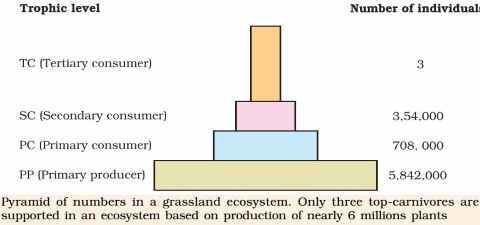 Trophic level Number of individuals
TC (Tertiary consumer) 3
SC (Secondary consumer) 3,54,000
PC (Primary consumer) 708, 000
PP (Primary producer) 5,842,000
Pyramid of numbers in a grassland ecosystem. Only three top-carnivores are
supported in an ecosystem based on production of nearly 6 millions plants